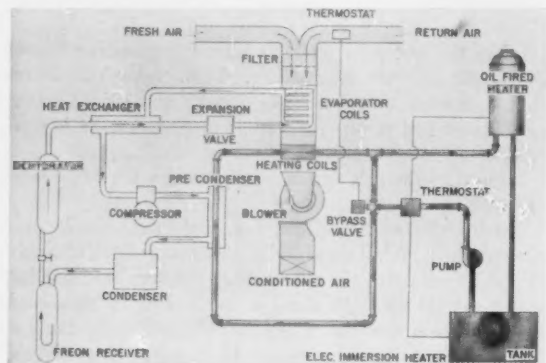 THERMOSTAT
FRESH AIR
RETURN AIR
FILTER
OIL FIRED
HEATER
HEAT EXCHANGER
EXPANSION
VALVE
EVAPORATOR
COILS
DEHYDRATOR
HEATING COILS
PRE CONDENSER
THERMOSTAT
COMPRESSOR
BLOWER
BYPASS
VALVE
PUMP
CONDENSER
CONDITIONED AIR
FREON RECEIVER
ELEC. IMMERSION HEATER
TANK